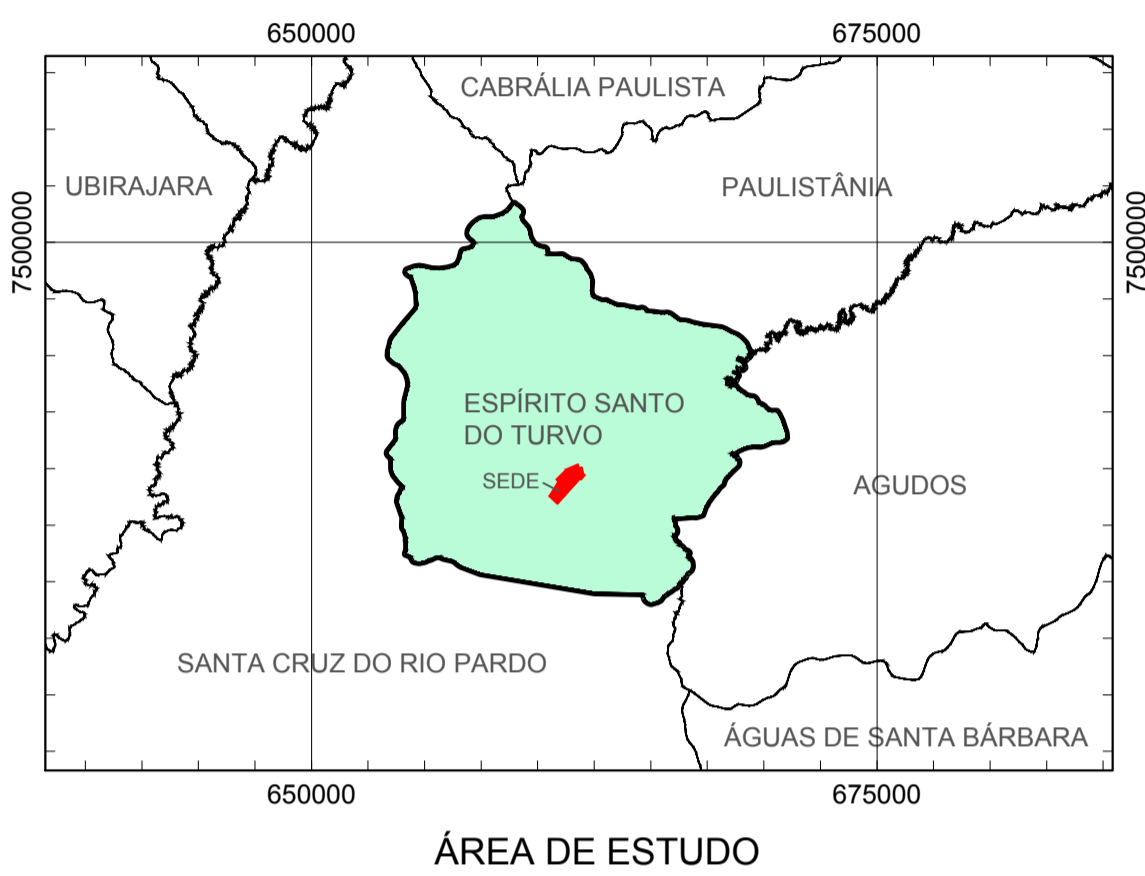 650000 675000
CABRÁLIA PAULISTA
UBIRAJARA
PAULISTÂNIA
7500000
7500000
ESPÍRITO SANTO
DO TURVO
SEDE
AGUDOS
SANTA CRUZ DO RIO PARDO
ÁGUAS DE SANTA BÁRBARA
650000 675000
ÁREA DE ESTUDO